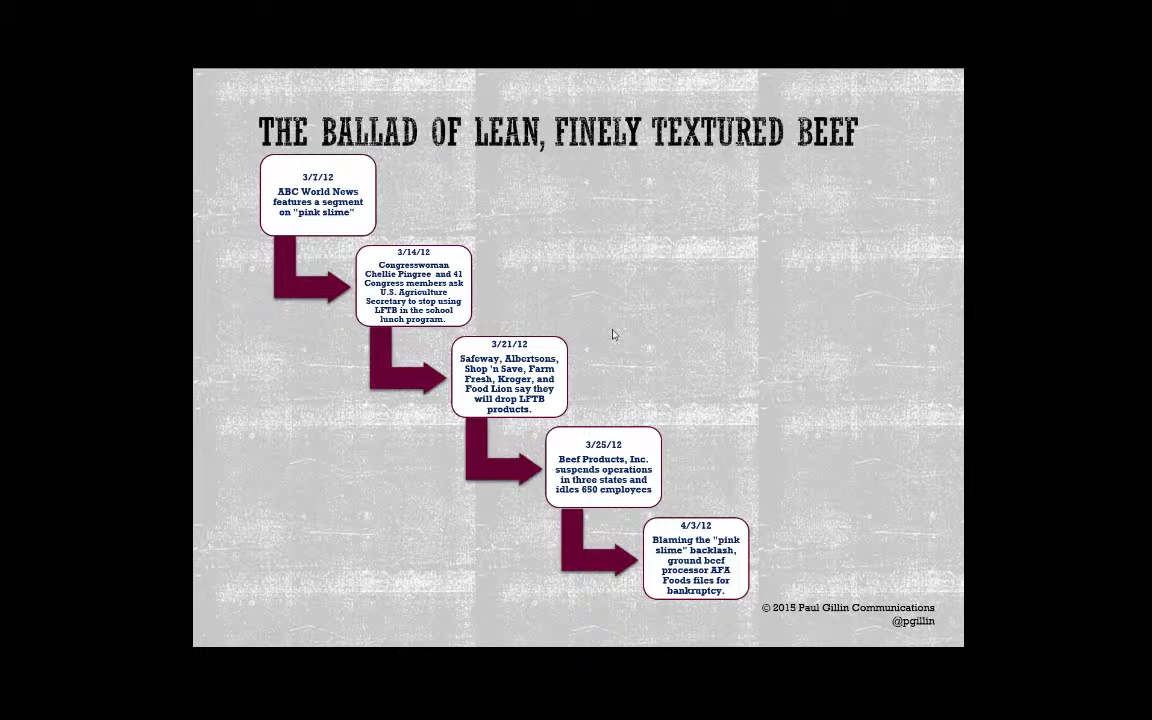 THE BALLAD OF LEAN, FINELY TEXTURED BEEF
3/7/12
ABC World News
features a segment
on "pink slime"
3/14/12
Congresswoman
Chellie Pingree and 41
Congress members ask
U.S. Agriculture
Secretary to stop using
LFTB in the school
lunch program.
3/21/12
Safeway, Albertsons,
Shop 'n Save, Farm
Fresh, Kroger, and
Food Lion say they
will drop LFTB
products.
3/25/12
Beef Products, Inc.
suspends operations
in three states and
idles 650 employees
4/3/12
Blaming the "pink
slime" backlash,
ground beef
processor AFA
Foods files for
bankruptcy.
© 2015 Paul Gillin Communications
@pgillin